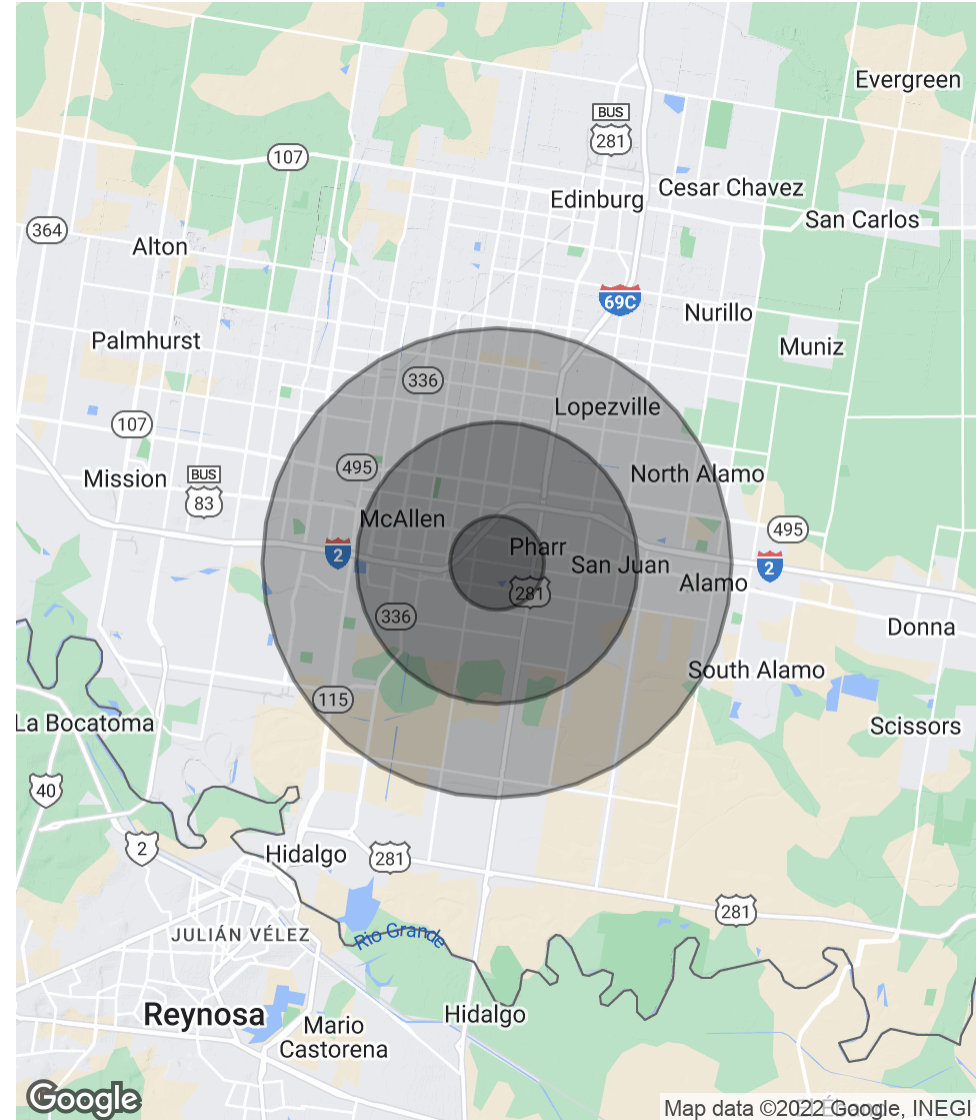 Evergreen
BUS
281
107
Edinburg
Cesar Chavez
San Carlos
364
Alton
69C
Nurillo
Palmhurst
Muniz
336
Lopezville
107
495
North Alamo
Mission
BUS
83
McAllen
495
2
Pharr
San Juan
2
Alamo
281
336
Donna
South Alamo
115
La Bocatoma
Scissors
40
2
Hidalgo
281
281
JULIÁN VÉLEZ
Rio Grande
Reynosa
Hidalgo
Mario
Castorena
Google
Map data ©2022 Google, INEGI